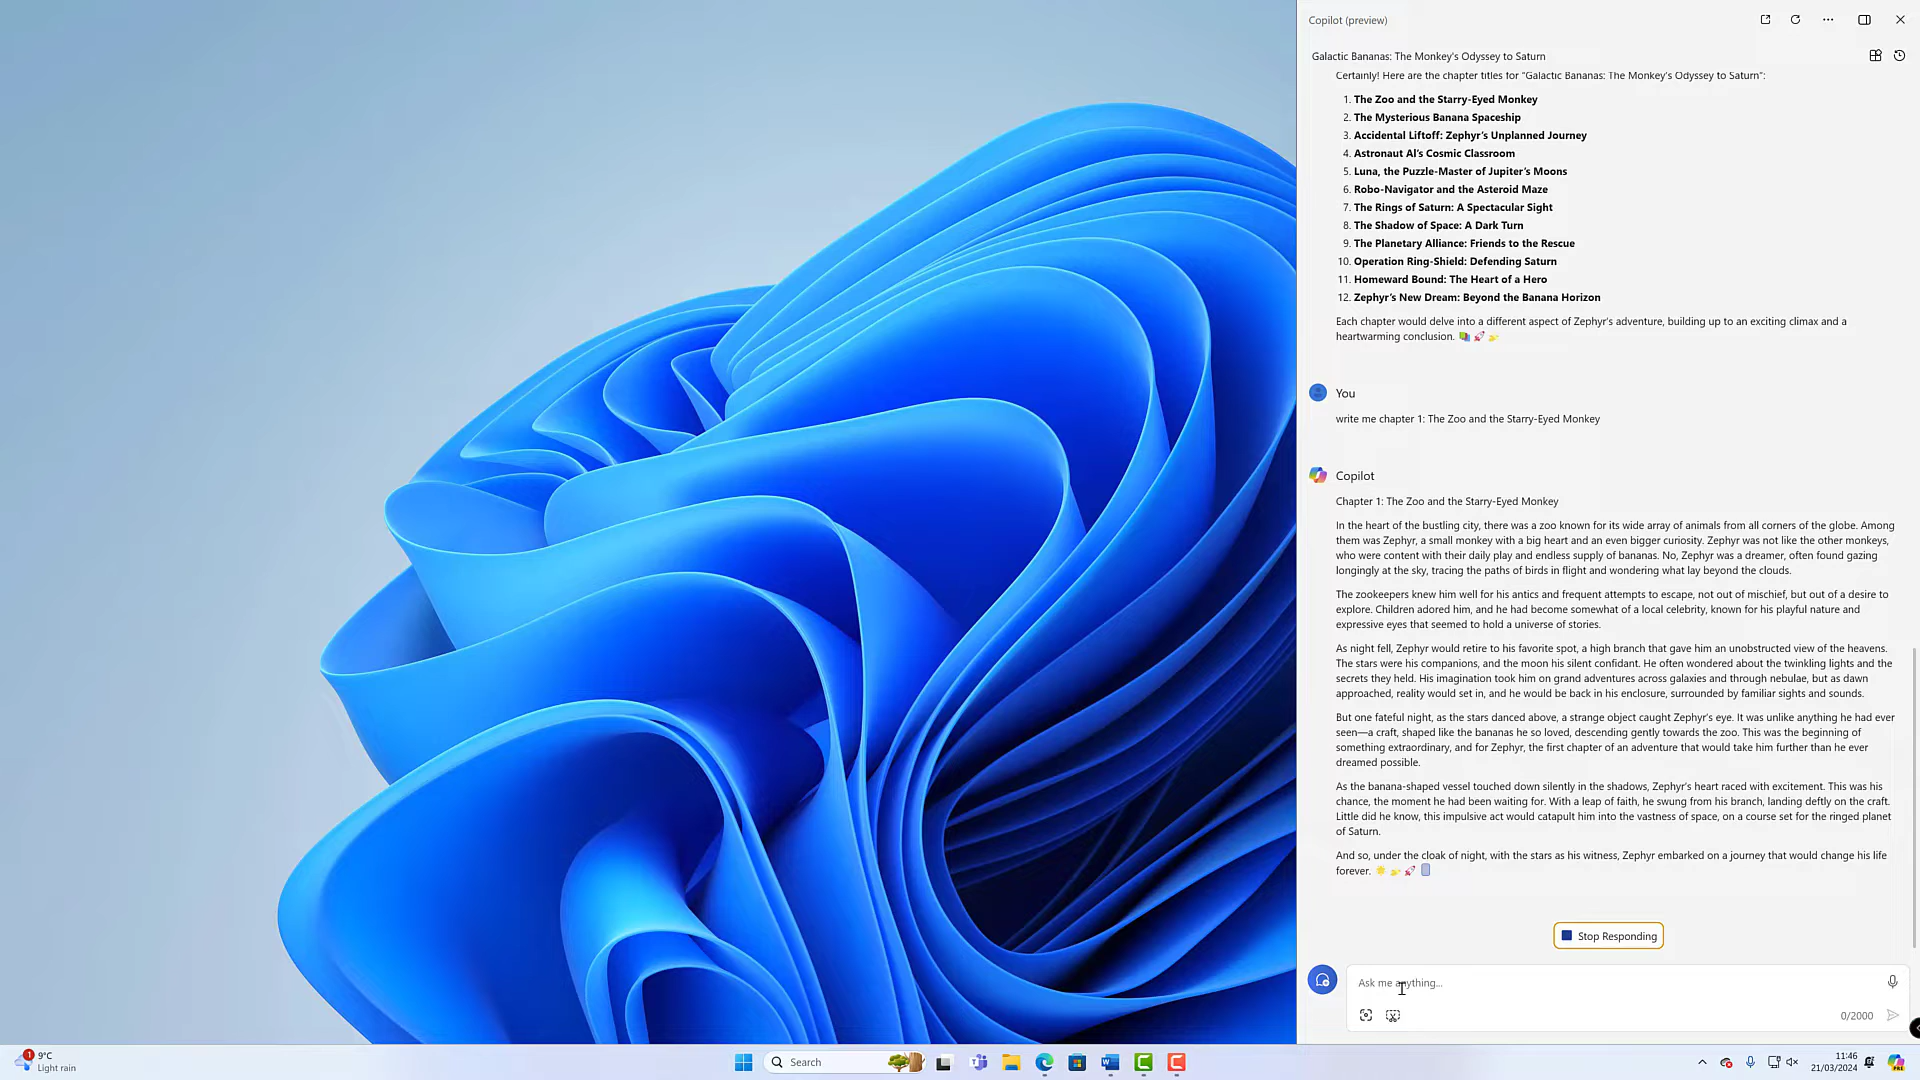 Copilot (preview)
Galactic Bananas: The Monkey's Odyssey to Saturn
Certainly! Here are the chapter titles for "Galactic Bananas: The Monkey's Odyssey to Saturn":
1. The Zoo and the Starry-Eyed Monkey
2. The Mysterious Banana Spaceship
3. Accidental Liftoff: Zephyr's Unplanned Journey
4. Astronaut Al's Cosmic Classroom
5. Luna, the Puzzle-Master of Jupiter's Moons
6. Robo-Navigator and the Asteroid Maze
7. The Rings of Saturn: A Spectacular Sight
8. The Shadow of Space: A Dark Turn
9. The Planetary Alliance: Friends to the Rescue
10. Operation Ring-Shield: Defending Saturn
11. Homeward Bound: The Heart of a Hero
12. Zephyr's New Dream: Beyond the Banana Horizon
Each chapter would delve into a different aspect of Zephyr's adventure, building up to an exciting climax and a
heartwarming conclusion.
You
write me chapter 1: The Zoo and the Starry-Eyed Monkey
Copilot
Chapter 1: The Zoo and the Starry-Eyed Monkey
In the heart of the bustling city, there was a zoo known for its wide array of animals from all corners of the globe. Among
them was Zephyr, a small monkey with a big heart and an even bigger curiosity. Zephyr was not like the other monkeys,
who were content with their daily play and endless supply of bananas. No, Zephyr was a dreamer, often found gazing
longingly at the sky, tracing the paths of birds in flight and wondering what lay beyond the clouds.
The zookeepers knew him well for his antics and frequent attempts to escape, not out of mischief, but out of a desire to
explore. Children adored him, and he had become somewhat of a local celebrity, known for his playful nature and
expressive eyes that seemed to hold a universe of stories.
As night fell, Zephyr would retire to his favorite spot, a high branch that gave him an unobstructed view of the heavens.
The stars were his companions, and the moon his silent confidant. He often wondered about the twinkling lights and the
secrets they held. His imagination took him on grand adventures across galaxies and through nebulae, but as dawn
approached, reality would set in, and he would be back in his enclosure, surrounded by familiar sights and sounds.
But one fateful night, as the stars danced above, a strange object caught Zephyr's eye. It was unlike anything he had ever
seen—a craft, shaped like the bananas he so loved, descending gently towards the zoo. This was the beginning of
something extraordinary, and for Zephyr, the first chapter of an adventure that would take him further than he ever
dreamed possible.
As the banana-shaped vessel touched down silently in the shadows, Zephyr's heart raced with excitement. This was his
chance, the moment he had been waiting for. With a leap of faith, he swung from his branch, landing deftly on the craft.
Little did he know, this impulsive act would catapult him into the vastness of space, on a course set for the ringed planet
of Saturn.
And so, under the cloak of night, with the stars as his witness, Zephyr embarked on a journey that would change his life
forever.
Stop Responding
Ask me anything...
0/2000
1
9°C
Light rain
Search
11:46
21/03/2024
PRE